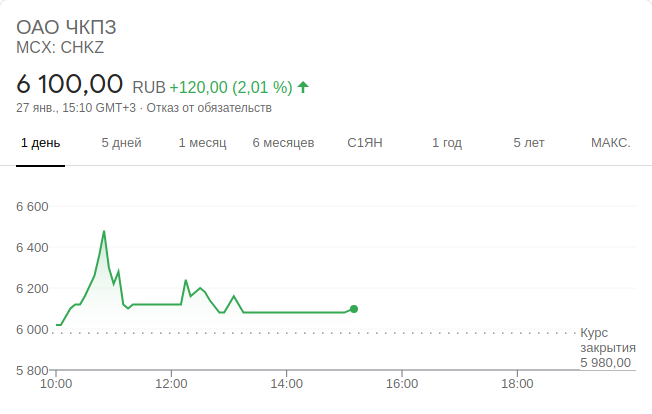 ОАО ЧКПЗ
MCX: CHKZ
6 100,00 RUB +120,00 (2,01 %)
27 янв., 15:10 GMT+3 · Отказ от обязательств
1 день 5 дней 1 месяц 6 месяцев С1ЯН 1 год 5 лет МАКС.
6 600
6 400
6 200
6 000
5 800
Курс
закрытия
5 980,00
10:00 12:00 14:00 16:00 18:00